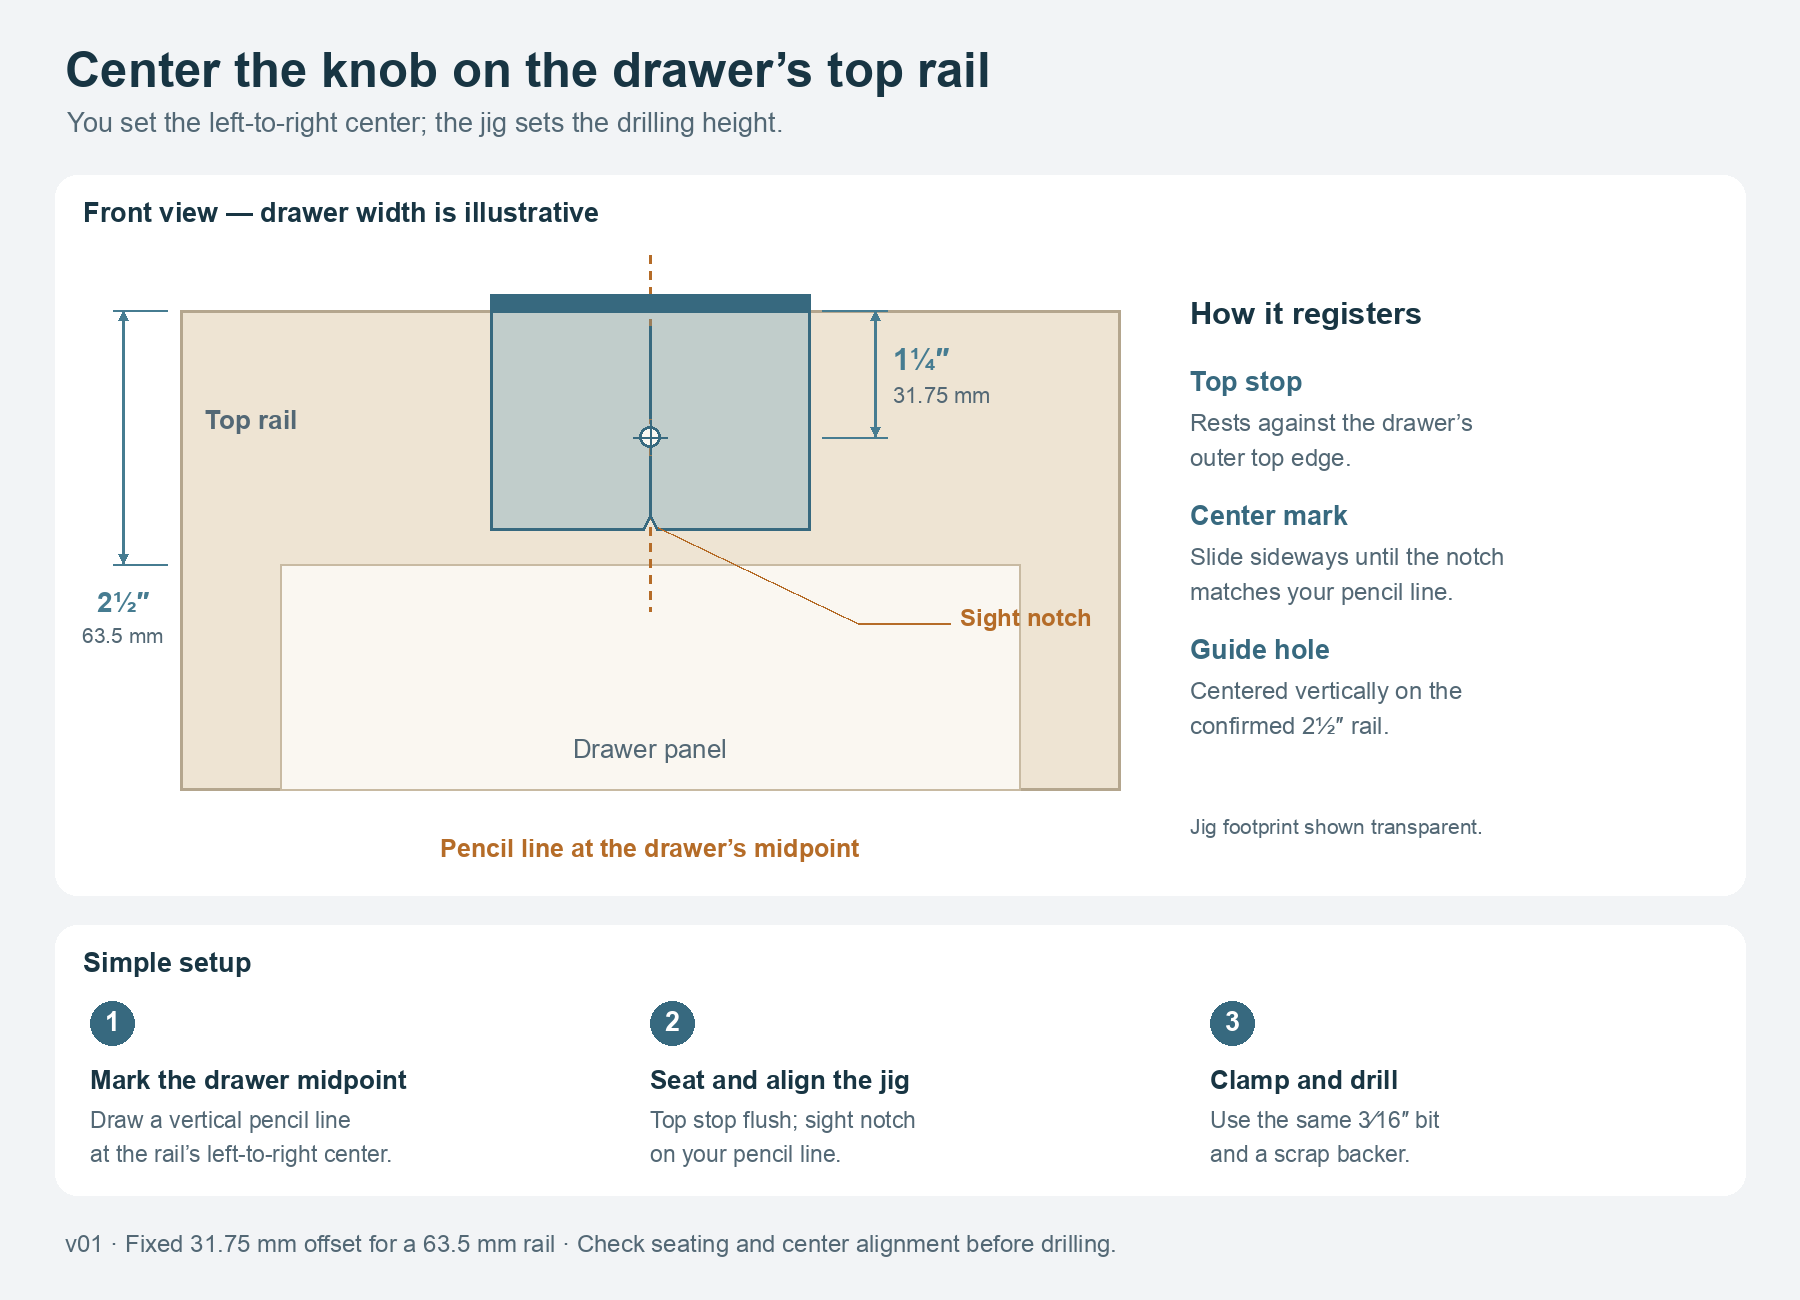 Center the knob on the drawer’s top rail
You set the left-to-right center; the jig sets the drilling height.
Front view — drawer width is illustrative
1¼″
31.75 mm
Top rail
2½″
63.5 mm
Sight notch
Drawer panel
Pencil line at the drawer’s midpoint
How it registers
Top stop
Rests against the drawer’s
outer top edge.
Center mark
Slide sideways until the notch
matches your pencil line.
Guide hole
Centered vertically on the
confirmed 2½″ rail.
Jig footprint shown transparent.
Simple setup
1
Mark the drawer midpoint
Draw a vertical pencil line
at the rail’s left-to-right center.
2
Seat and align the jig
Top stop flush; sight notch
on your pencil line.
3
Clamp and drill
Use the same 3⁄16″ bit
and a scrap backer.
v01 · Fixed 31.75 mm offset for a 63.5 mm rail · Check seating and center alignment before drilling.